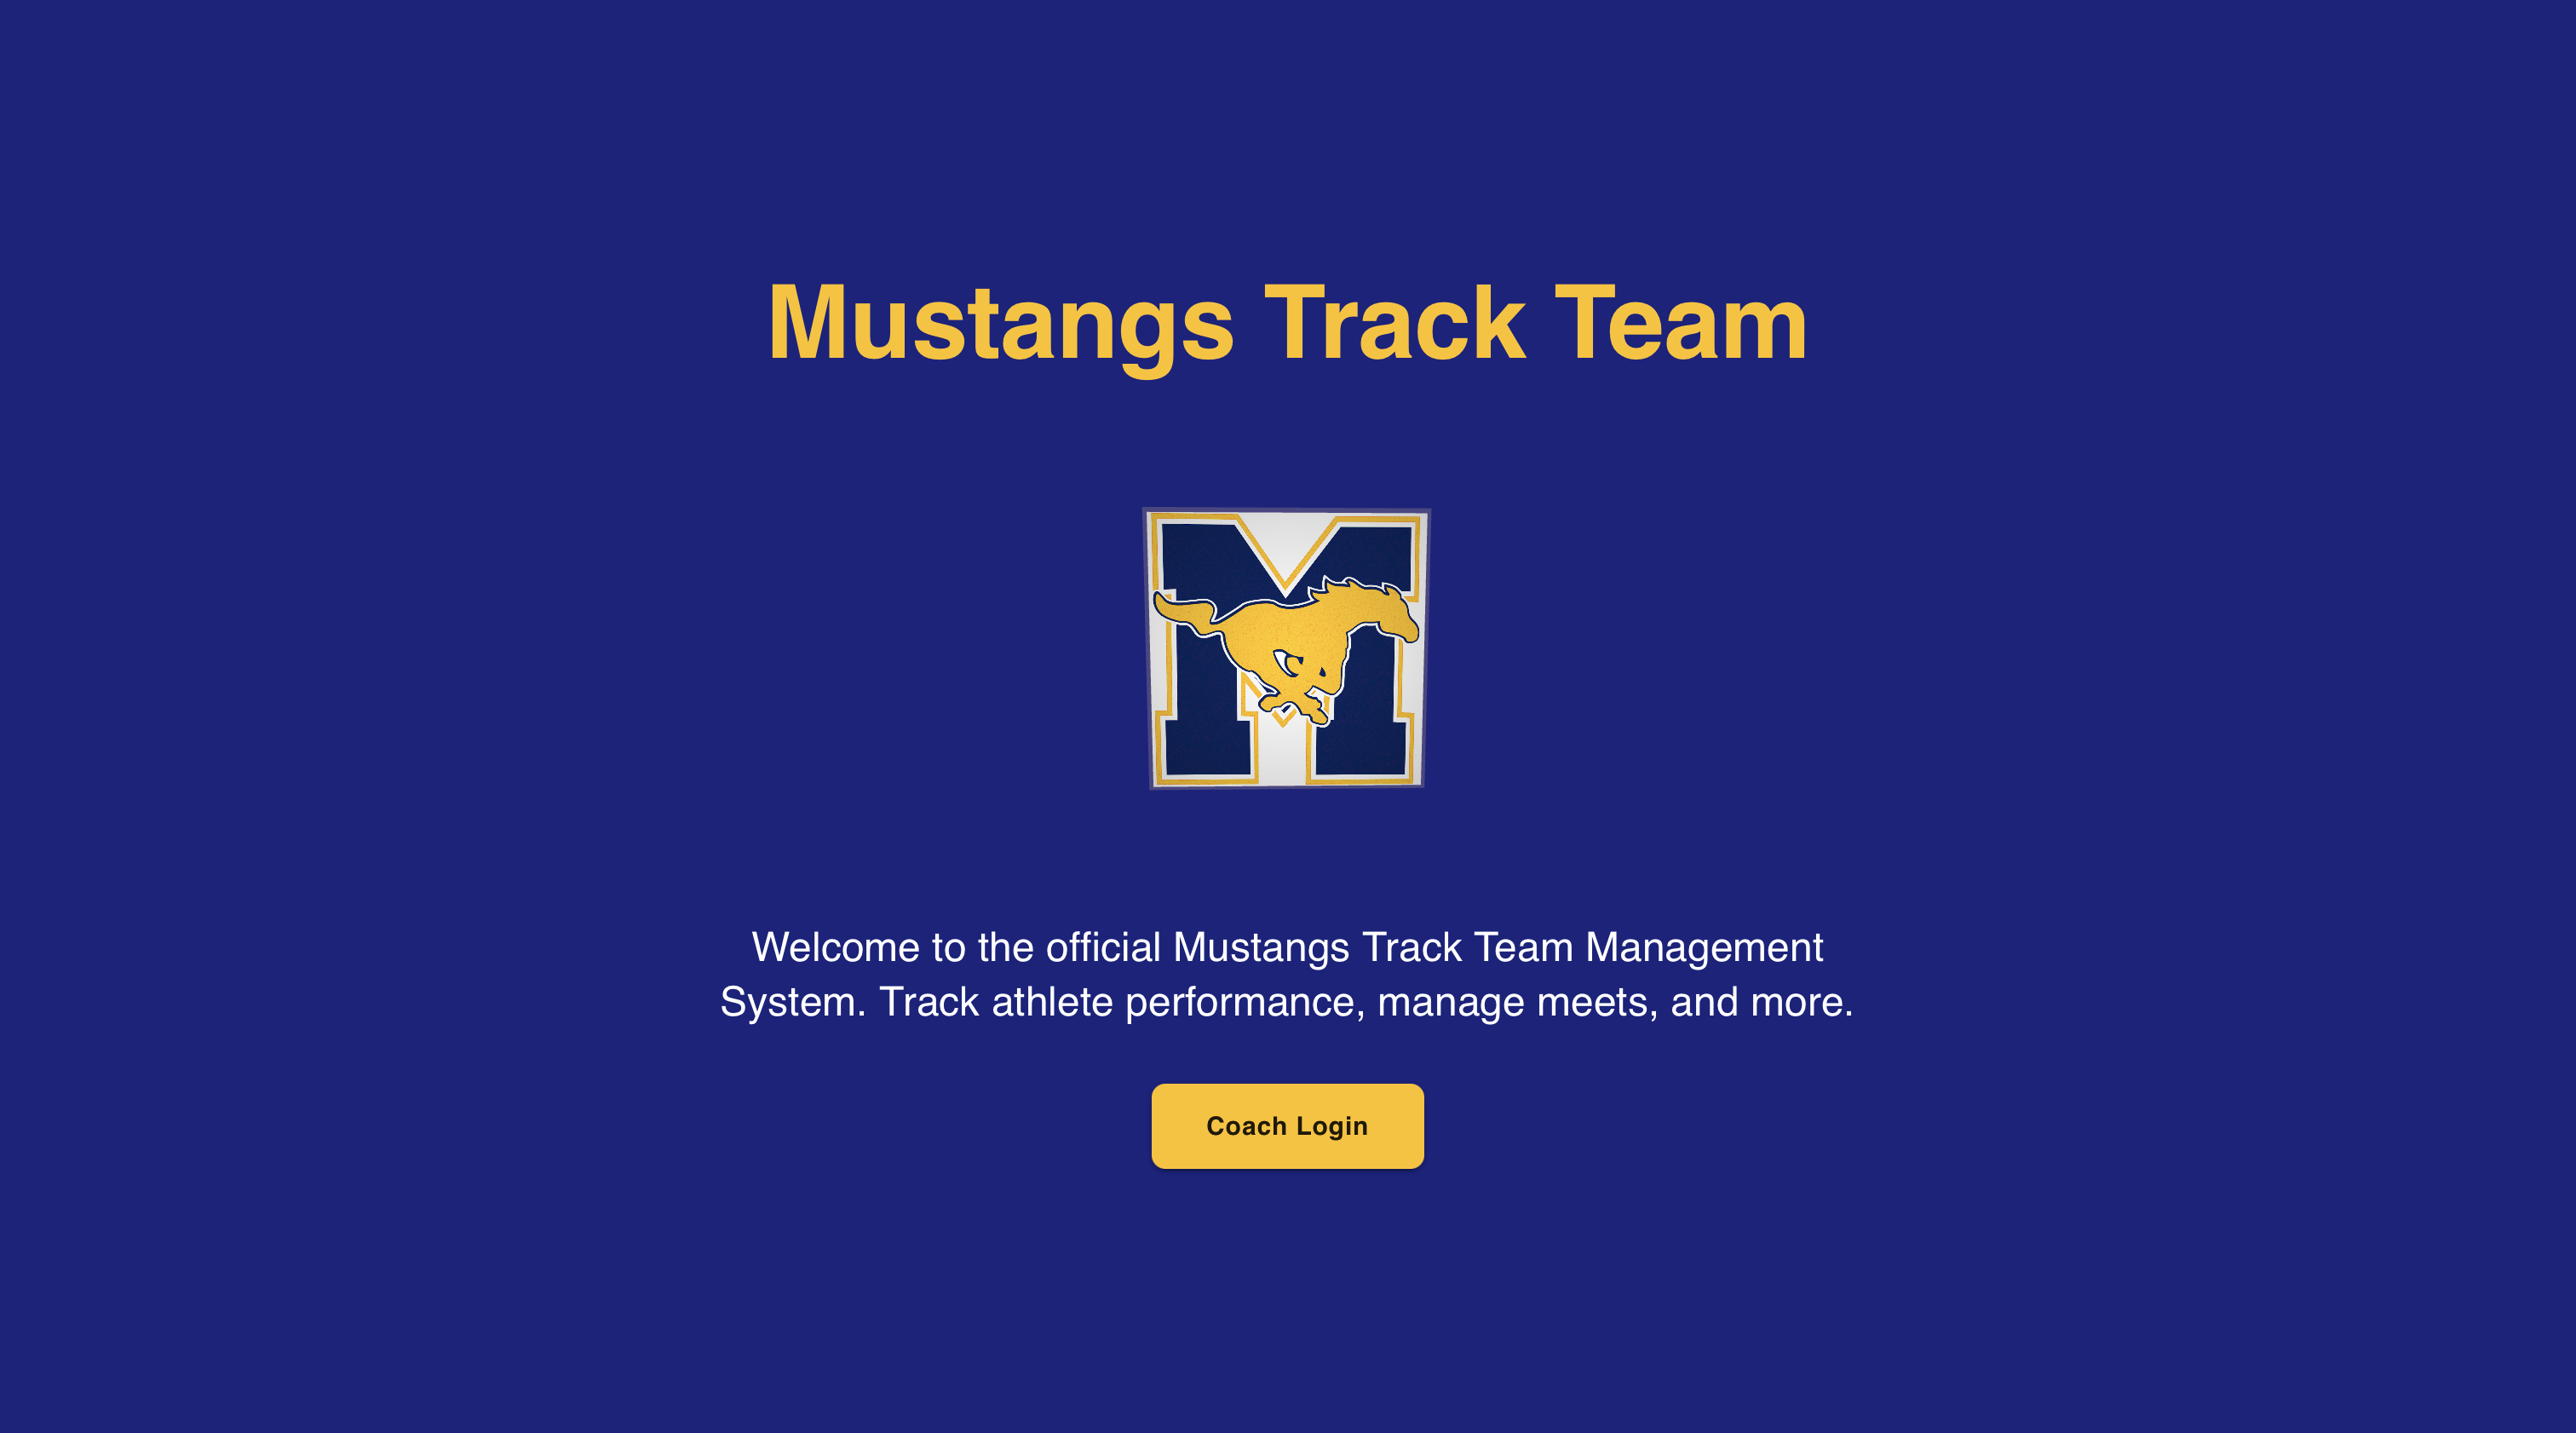 Mustangs Track Team
M
Welcome to the official Mustangs Track Team Management
System. Track athlete performance, manage meets, and more.
Coach Login